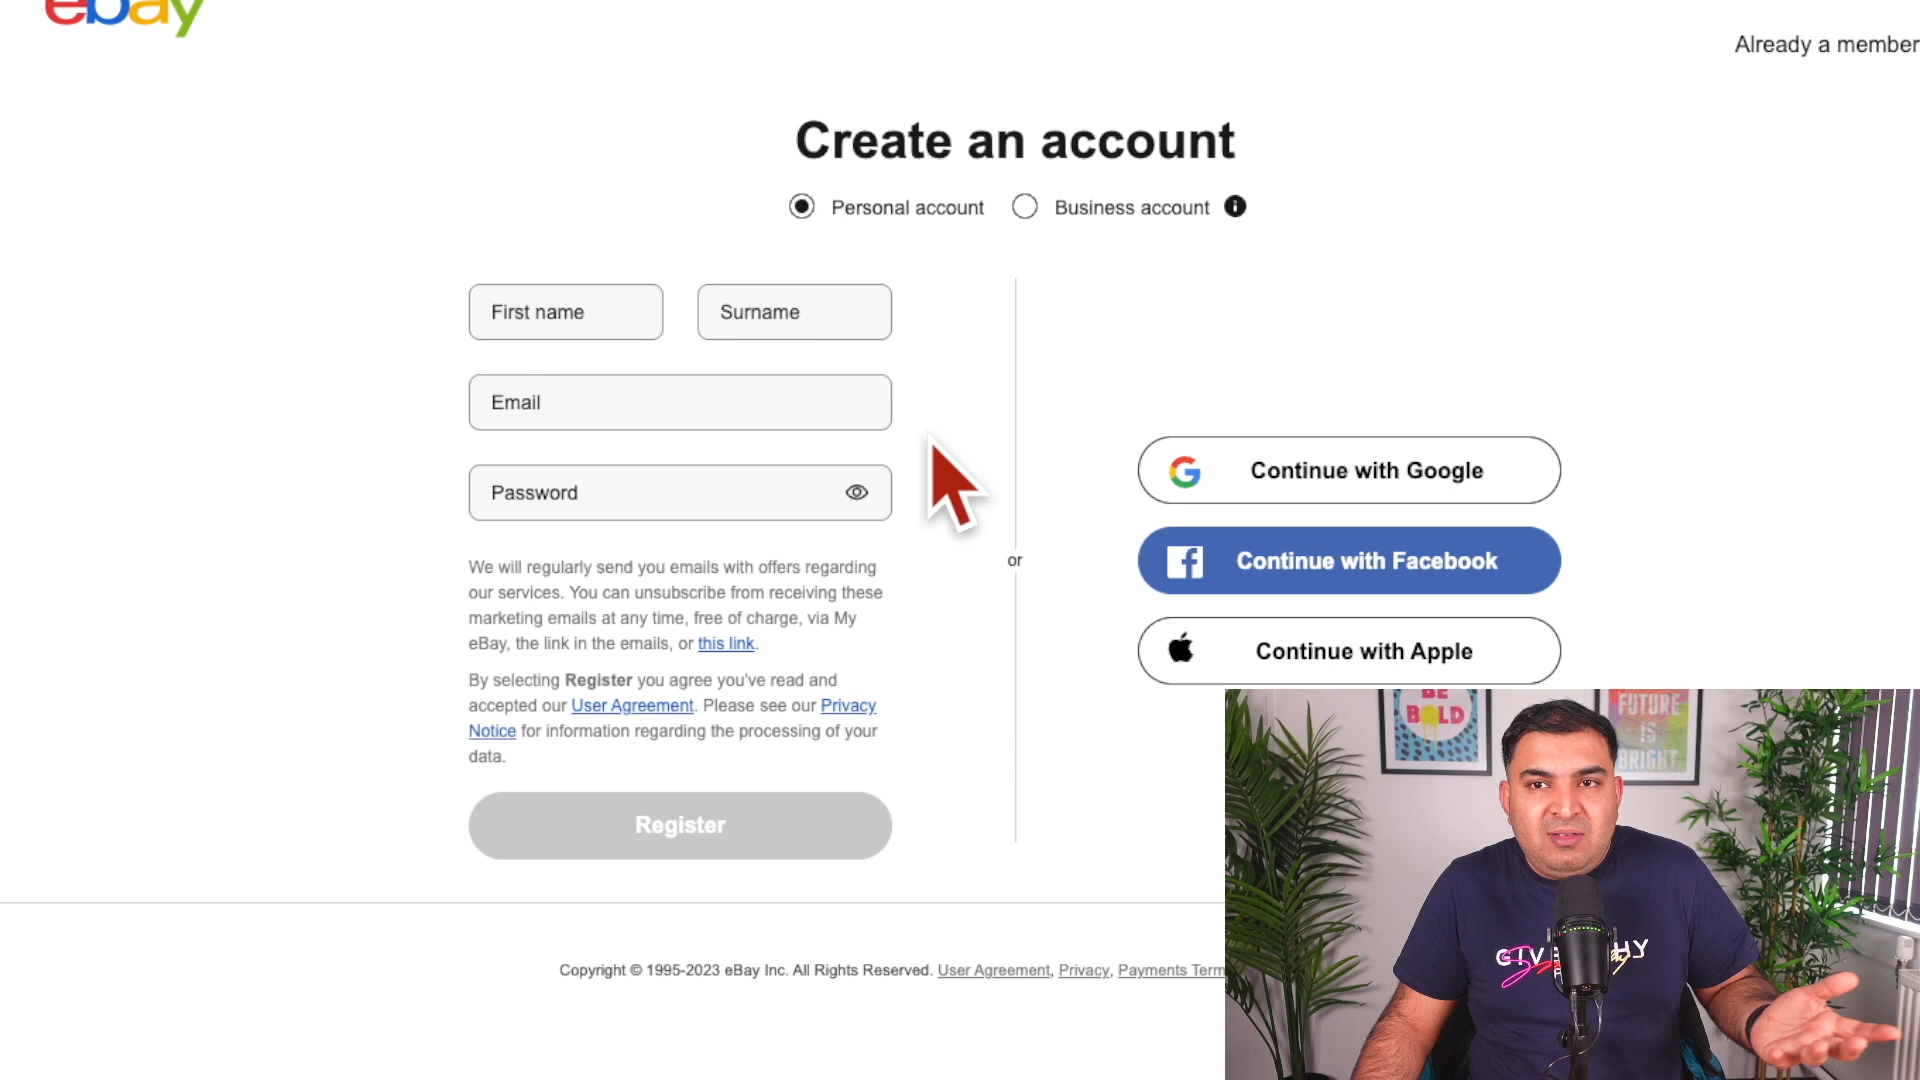 ebay
Already a member
Create an account
Personal account
Business account
First name
Surname
Email
Password
We will regularly send you emails with offers regarding
our services. You can unsubscribe from receiving these
marketing emails at any time, free of charge, via My
eBay, the link in the emails, or this link.
By selecting Register you agree you've read and
accepted our User Agreement. Please see our Privacy
Notice for information regarding the processing of your
data.
Register
or
Continue with Google
Continue with Facebook
Continue with Apple
BE
BOLD
FUTURE
IS
BRIGHT
Copyright © 1995-2023 eBay Inc. All Rights Reserved. User Agreement, Privacy, Payments Term